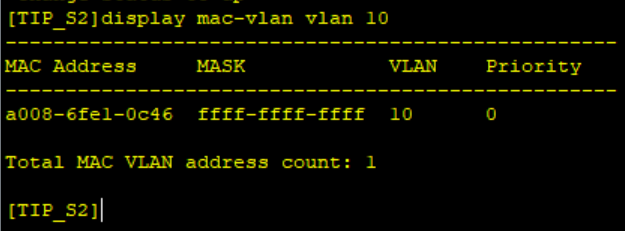 [TIP_S2]display mac-vlan vlan 10
---------------------------------------------------
MAC Address     MASK            VLAN    Priority
---------------------------------------------------
a008-6fe1-0c46  ffff-ffff-ffff  10      0
Total MAC VLAN address count: 1
[TIP_S2]